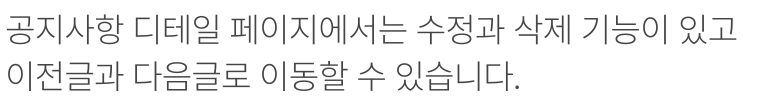 공지사항 디테일 페이지에서는 수정과 삭제 기능이 있고
이전글과 다음글로 이동할 수 있습니다.